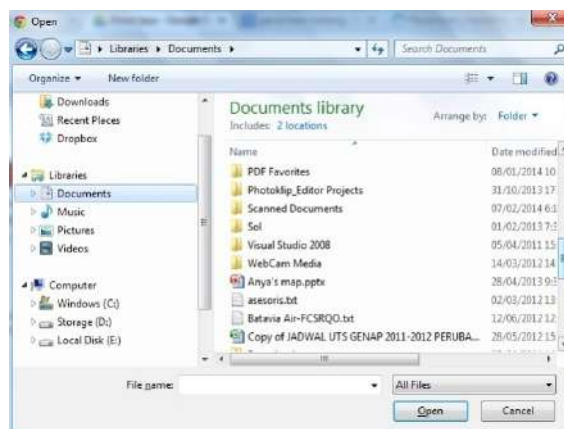 Open
Libraries ▸ Documents ▸
Search Documents
Organize
New folder
Downloads
Recent Places
Dropbox
Libraries
Documents
Music
Pictures
Videos
Computer
Windows (C:)
Storage (D:)
Local Disk (E:)
Documents library
Includes: 2 locations
Arrange by: Folder
Name Date modified
PDF Favorites 08/01/2014 10
Photoklip_Editor Projects 31/10/2013 17
Scanned Documents 07/02/2014 6:1
Sol 01/02/2013 7:3
Visual Studio 2008 05/04/2011 15
WebCam Media 14/03/2012 14
Anya's map.pptx 28/04/2013 9:3
asesoris.txt 02/03/2012 13
Batavia Air-FCSRQO.txt 12/06/2012 12
Copy of JADWAL UTS GENAP 2011-2012 PERUBA... 28/05/2012 15
File name:
All Files
Open
Cancel